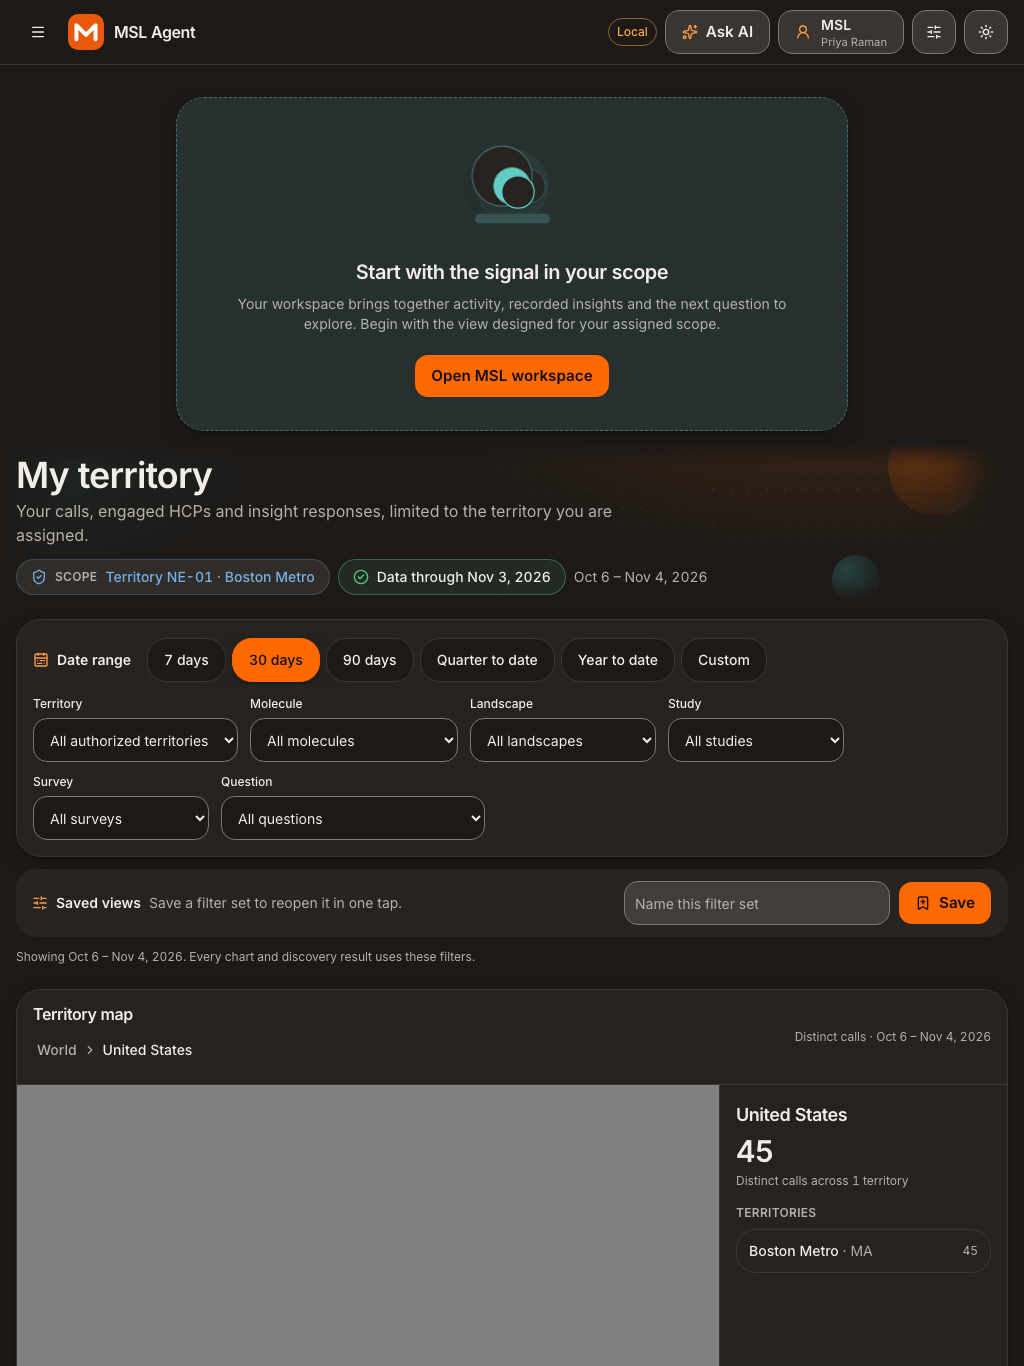 MSL Agent
Local
Ask AI
MSL
Priya Raman
Start with the signal in your scope
Your workspace brings together activity, recorded insights and the next question to
explore. Begin with the view designed for your assigned scope.
Open MSL workspace
My territory
Your calls, engaged HCPs and insight responses, limited to the territory you are
assigned.
SCOPE Territory NE-01 · Boston Metro
Data through Nov 3, 2026
Oct 6 – Nov 4, 2026
Date range
7 days
30 days
90 days
Quarter to date
Year to date
Custom
Territory
Molecule
Landscape
Study
All authorized territories
All molecules
All landscapes
All studies
Survey
Question
All surveys
All questions
Saved views
Save a filter set to reopen it in one tap.
Name this filter set
Save
Showing Oct 6 – Nov 4, 2026. Every chart and discovery result uses these filters.
Territory map
World > United States
Distinct calls · Oct 6 – Nov 4, 2026
United States
45
Distinct calls across 1 territory
TERRITORIES
Boston Metro · MA
45